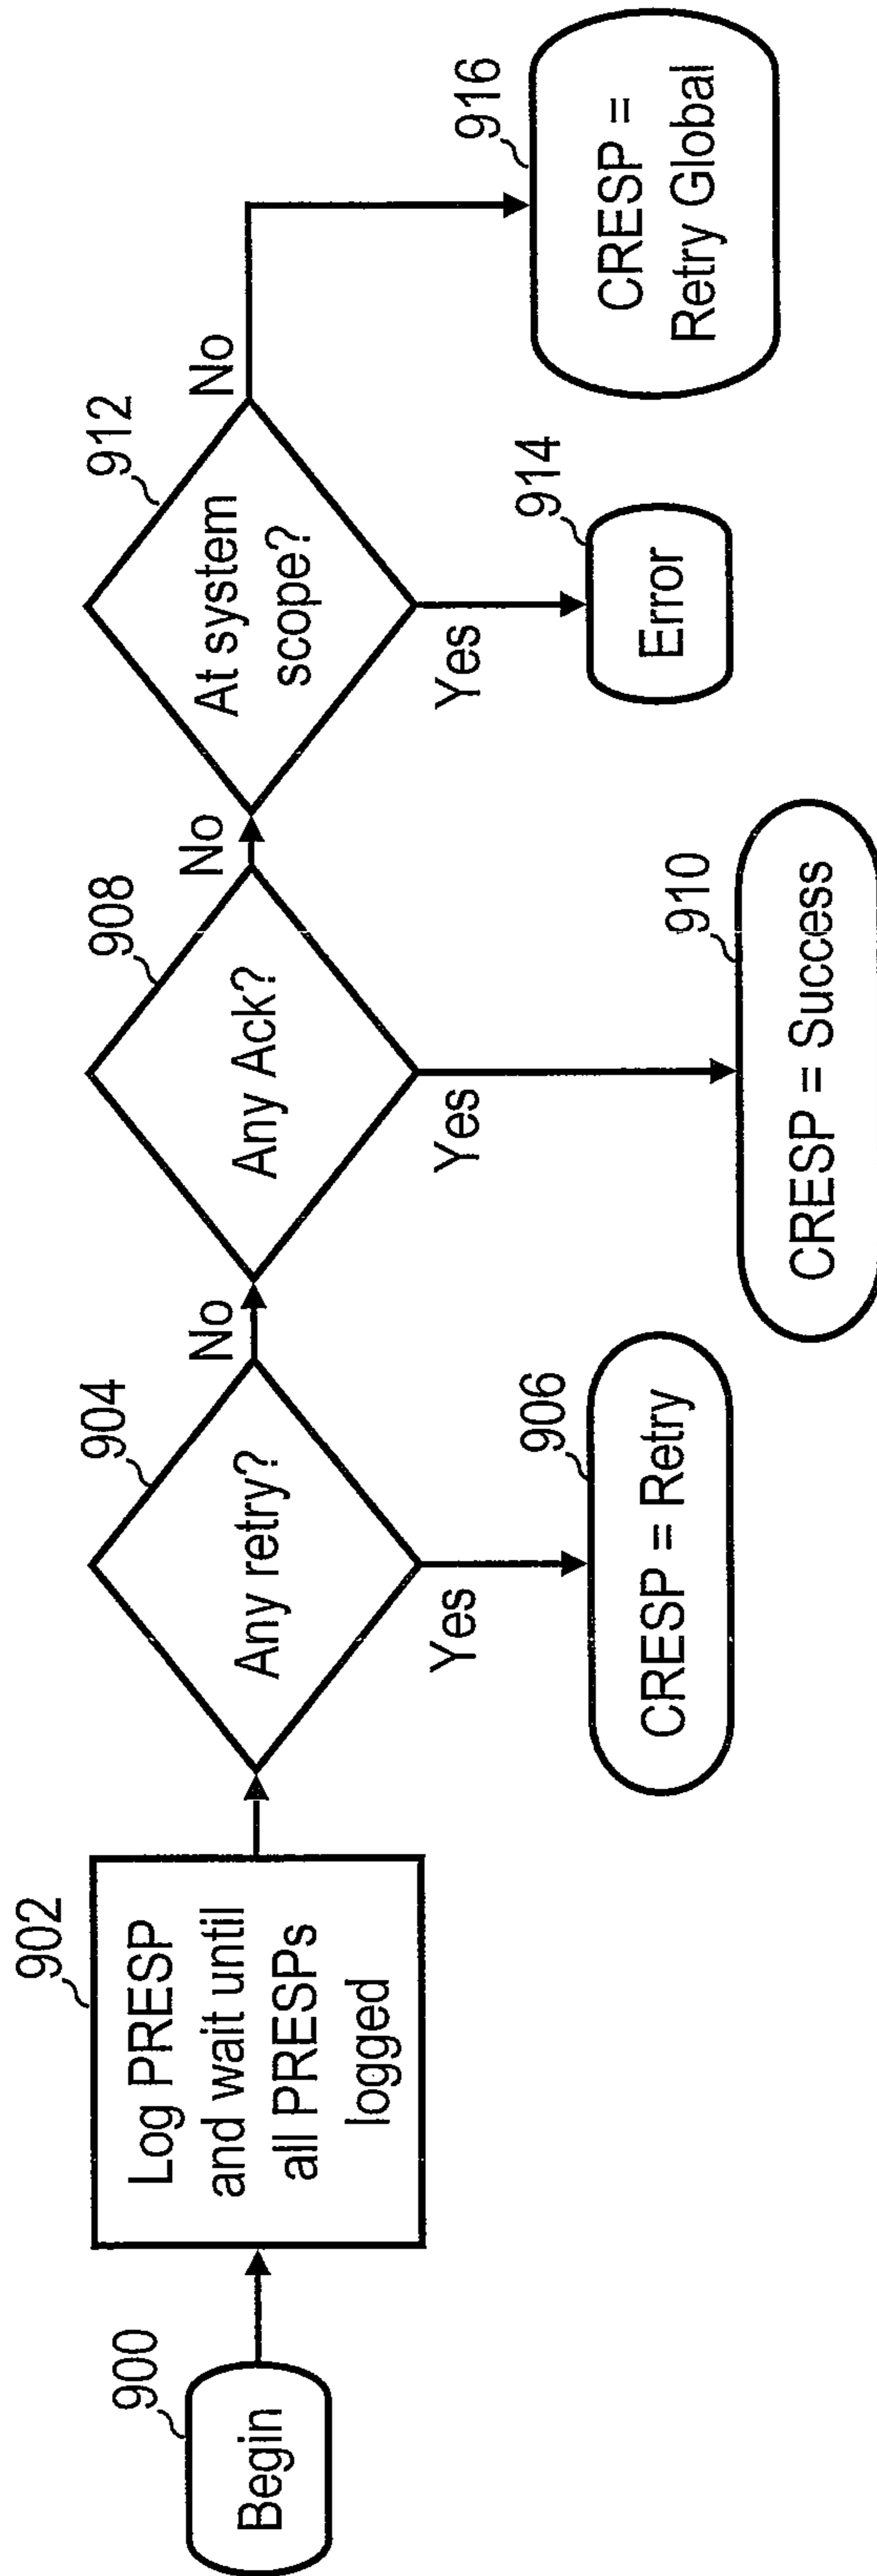 900
Begin
902
Log PRESP
and wait until
all PRESPs
logged
904
Any retry?
No
Yes
906
CRESP = Retry
908
Any Ack?
No
Yes
910
CRESP = Success
912
At system
scope?
No
Yes
914
Error
916
CRESP =
Retry Global